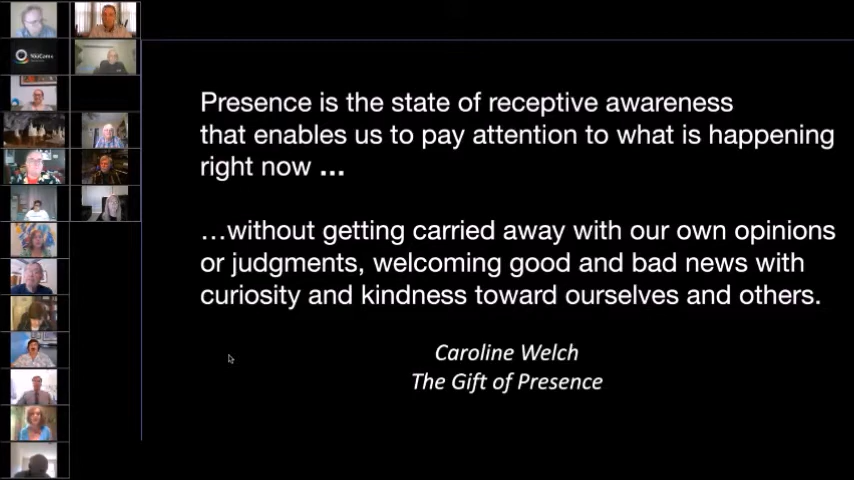 Presence is the state of receptive awareness
that enables us to pay attention to what is happening
right now ...
...without getting carried away with our own opinions
or judgments, welcoming good and bad news with
curiosity and kindness toward ourselves and others.
Caroline Welch
The Gift of Presence